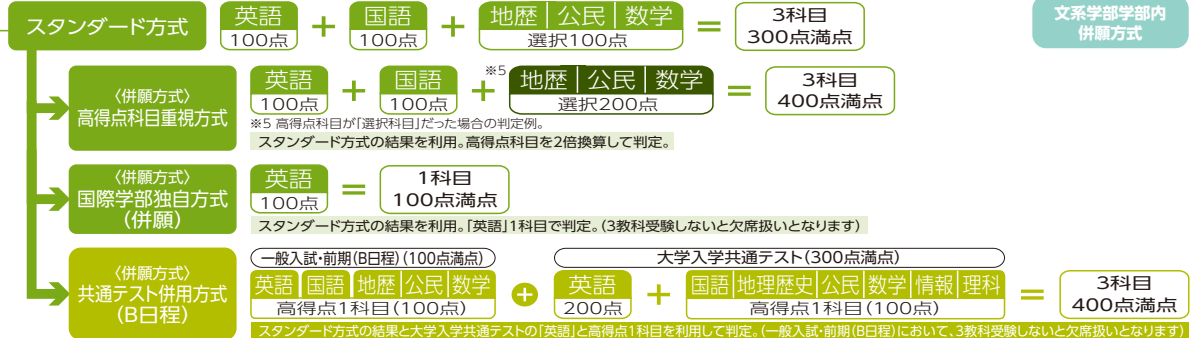 スタンダード方式
英語
100点
+
国語
100点
+
地歴 公民 数学
選択100点
=
3科目
300点満点
文系学部学部内
併願方式
〈併願方式〉
高得点科目重視方式
英語
100点
+
国語
100点
+
※5
地歴 公民 数学
選択200点
=
3科目
400点満点
※5 高得点科目が「選択科目」だった場合の判定例。
スタンダード方式の結果を利用。高得点科目を2倍換算して判定。
〈併願方式〉
国際学部独自方式
(併願)
英語
100点
=
1科目
100点満点
スタンダード方式の結果を利用。「英語」1科目で判定。(3教科受験しないと欠席扱いとなります)
〈併願方式〉
共通テスト併用方式
(B日程)
一般入試・前期(B日程)(100点満点)
英語 国語 地歴 公民 数学
高得点1科目(100点)
+
大学入学共通テスト(300点満点)
英語
200点
+
国語 地理歴史 公民 数学 情報 理科
高得点1科目(100点)
=
3科目
400点満点
スタンダード方式の結果と大学入学共通テストの「英語」と高得点1科目を利用して判定。(一般入試・前期(B日程)において、3教科受験しないと欠席扱いとなります)